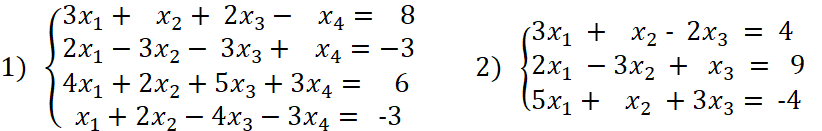 1) 3x₁ + x₂ + 2x₃ − x₄ = 8
2x₁ − 3x₂ − 3x₃ + x₄ = −3
4x₁ + 2x₂ + 5x₃ + 3x₄ = 6
x₁ + 2x₂ − 4x₃ − 3x₄ = -3
2) 3x₁ + x₂ - 2x₃ = 4
2x₁ − 3x₂ + x₃ = 9
5x₁ + x₂ + 3x₃ = -4